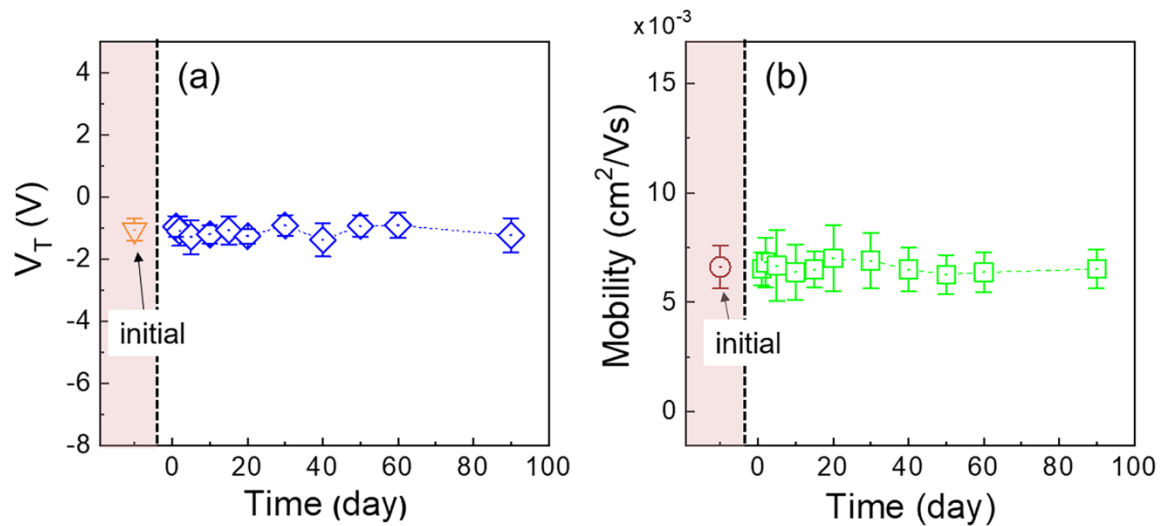 (a)
V_T (V)
4
2
0
-2
-4
-6
-8
initial
0 20 40 60 80 100
Time (day)
x10⁻³
(b)
Mobility (cm²/Vs)
15
10
5
0
initial
0 20 40 60 80 100
Time (day)